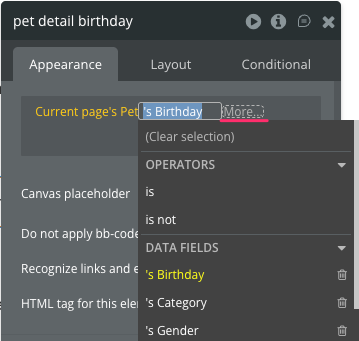 pet detail birthday
Appearance
Layout
Conditional
Current page's Pet's Birthday More...
(Clear selection)
OPERATORS
Canvas placeholder
is
is not
Do not apply bb-code
DATA FIELDS
Recognize links and e
's Birthday
HTML tag for this ele
's Category
's Gender